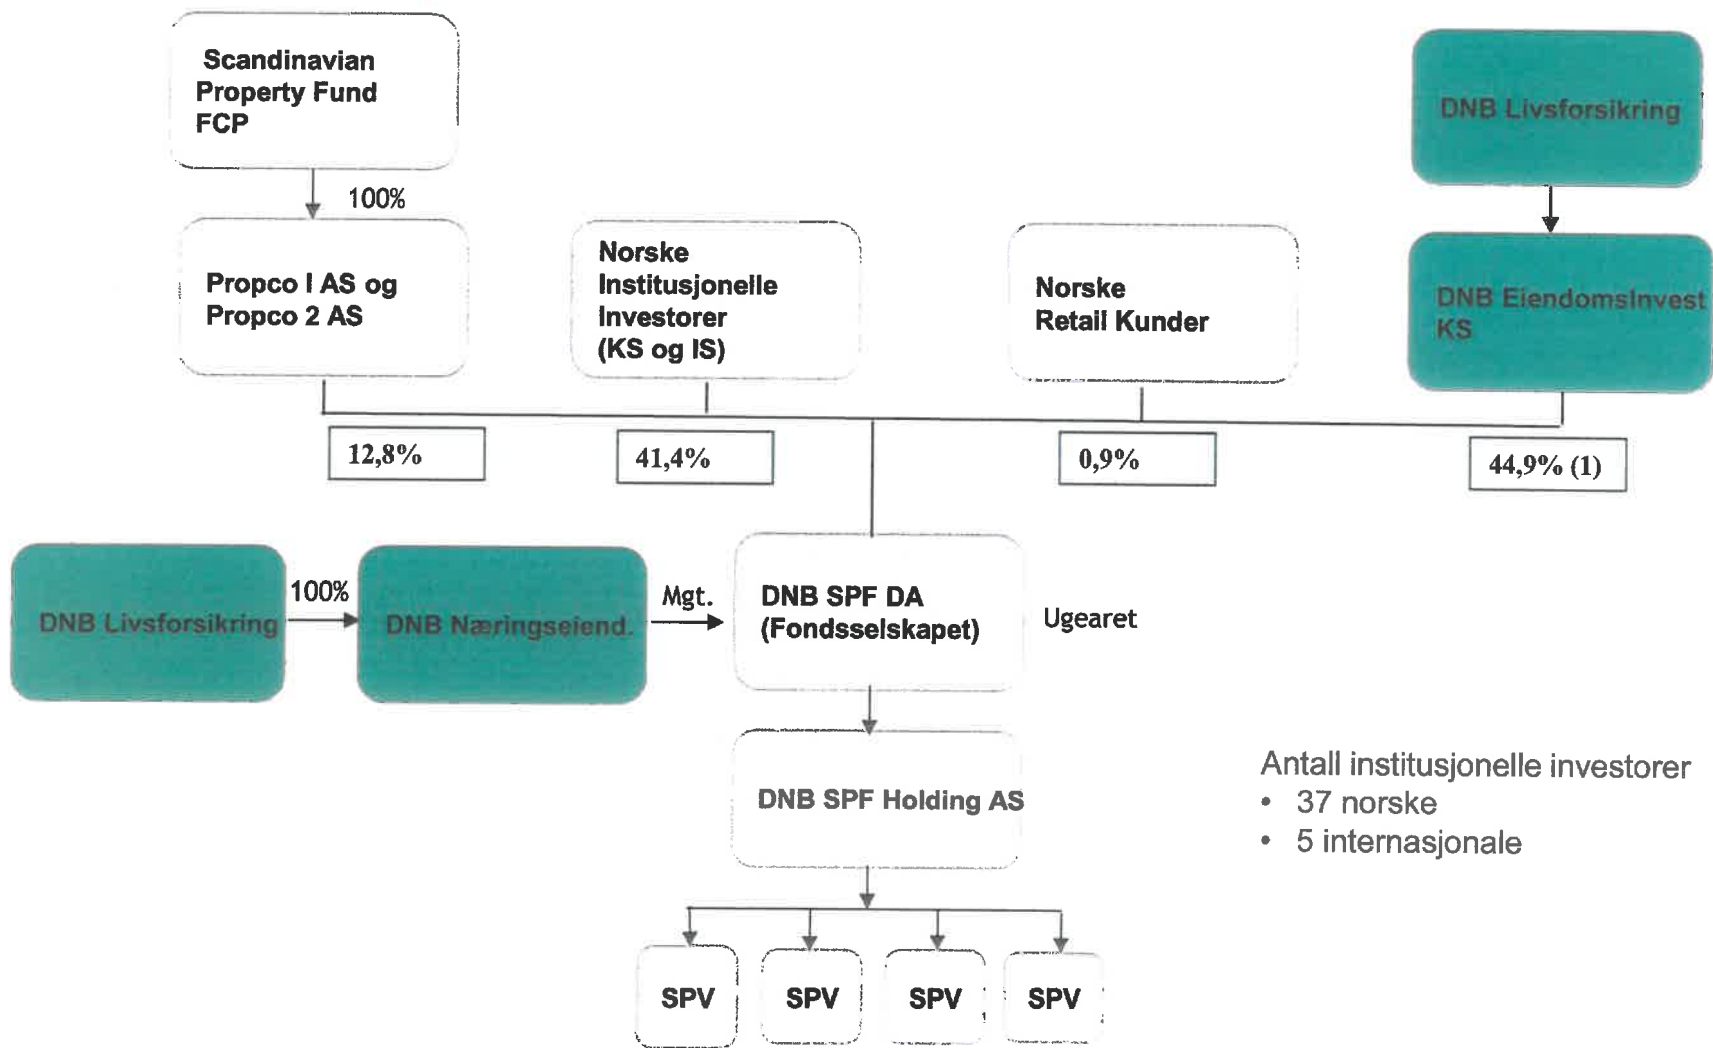 Scandinavian
Property Fund
FCP
DNB Livsforsikring
100%
Propco I AS og
Propco 2 AS
Norske
Institusjonelle
Investorer
(KS og IS)
Norske
Retail Kunder
DNB EiendomsInvest
KS
12,8%
41,4%
0,9%
44,9% (1)
DNB Livsforsikring
100%
DNB Næringseiend.
Mgt.
DNB SPF DA
(Fondsselskapet)
Ugearet
DNB SPF Holding AS
Antall institusjonelle investorer
• 37 norske
• 5 internasjonale
SPV
SPV
SPV
SPV